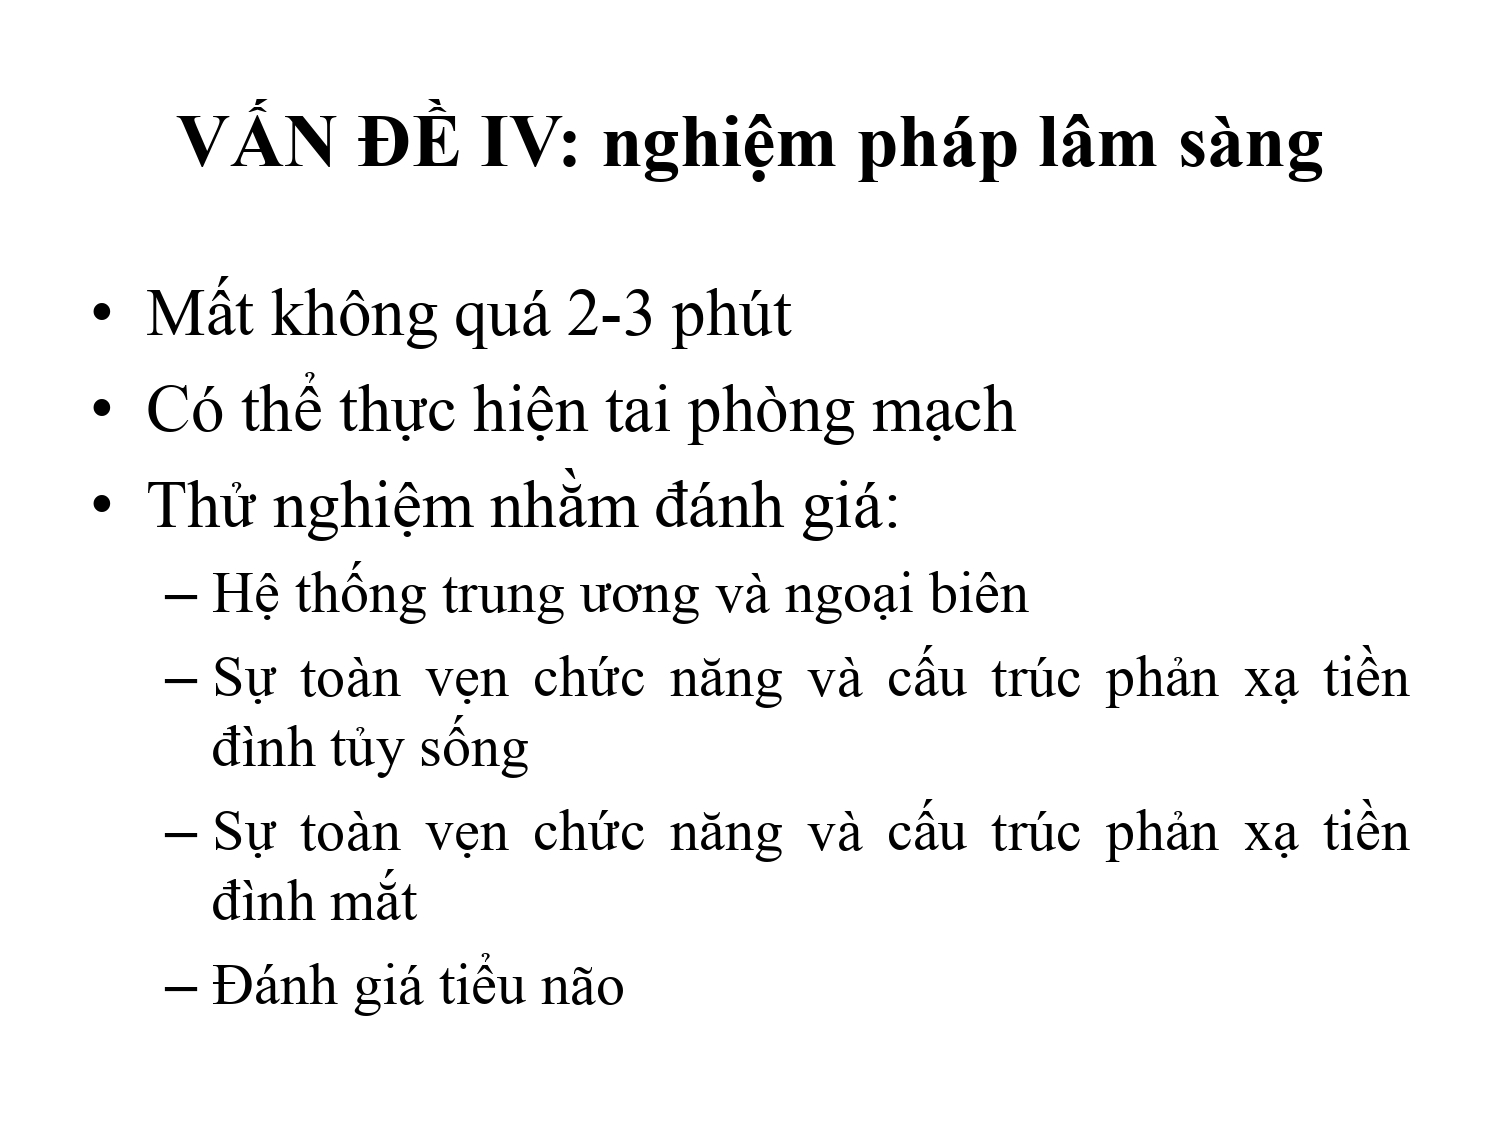 VẤN ĐỀ IV: nghiệm pháp lâm sàng
• Mất không quá 2-3 phút
• Có thể thực hiện tai phòng mạch
• Thử nghiệm nhằm đánh giá:
– Hệ thống trung ương và ngoại biên
– Sự toàn vẹn chức năng và cấu trúc phản xạ tiền
đình tủy sống
– Sự toàn vẹn chức năng và cấu trúc phản xạ tiền
đình mắt
– Đánh giá tiểu não